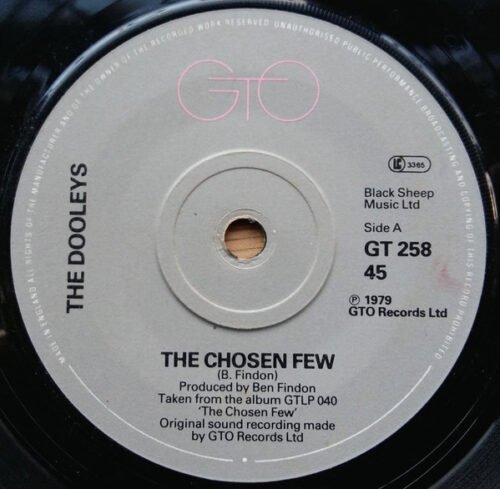 MADE IN ENGLAND ALL RIGHTS OF THE MANUFACTURER AND OF THE OWNER OF THE RECORDED WORK RESERVED UNAUTHORISED PUBLIC PERFORMANCE BROADCASTING AND COPYING OF THIS RECORD PROHIBITED
GTO
THE DOOLEYS
LC 3365
Black Sheep
Music Ltd
Side A
GT 258
45
℗ 1979
GTO Records Ltd
THE CHOSEN FEW
(B. Findon)
Produced by Ben Findon
Taken from the album GTLP 040
'The Chosen Few'
Original sound recording made
by GTO Records Ltd